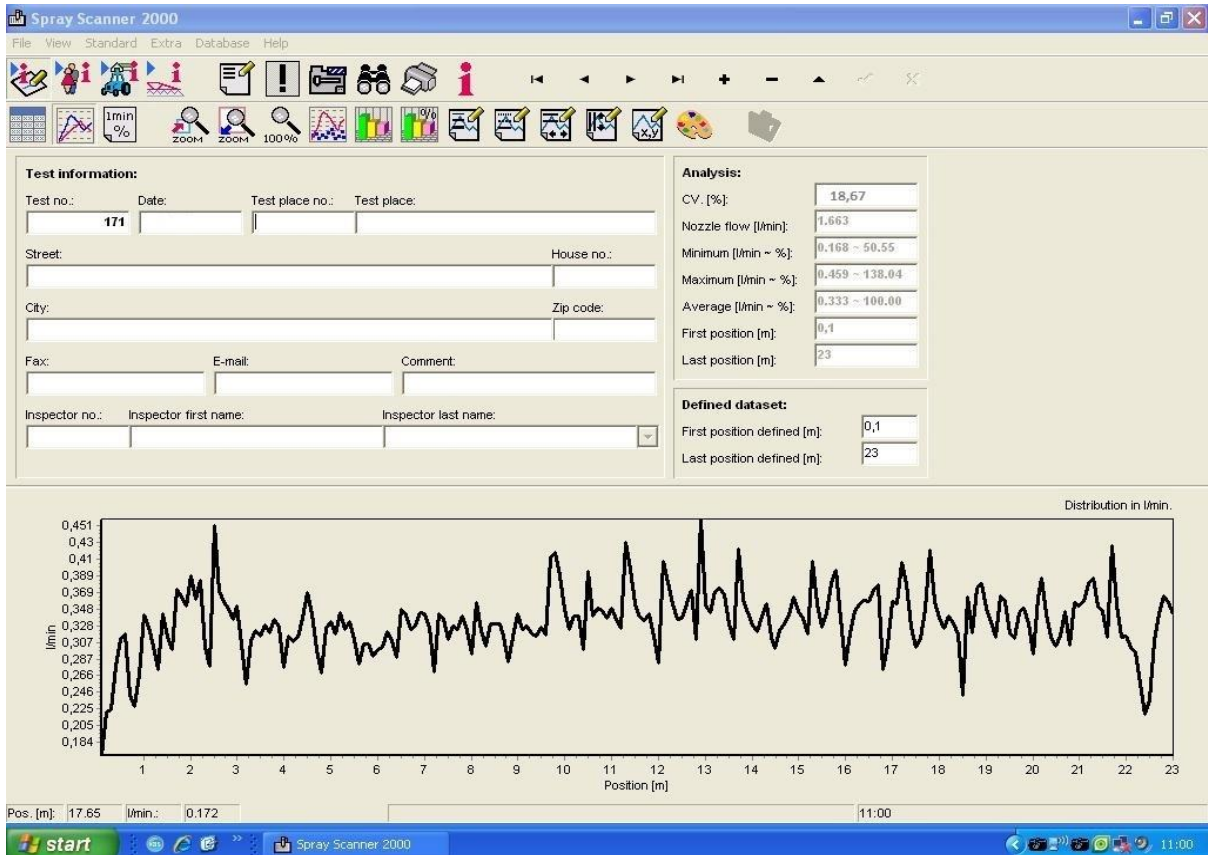 Spray Scanner 2000
File View Standard Extra Database Help
1min
%
ZOOM ZOOM 100% % x,y
Test information:
Test no.: Date: Test place no.: Test place:
171
Street: House no.:
City: Zip code:
Fax: E-mail: Comment:
Inspector no.: Inspector first name: Inspector last name:
Analysis:
CV. [%]: 18,67
Nozzle flow [l/min]: 1.663
Minimum [l/min ~ %]: 0.168 ~ 50.55
Maximum [l/min ~ %]: 0.459 ~ 138.04
Average [l/min ~ %]: 0.333 ~ 100.00
First position [m]: 0,1
Last position [m]: 23
Defined dataset:
First position defined [m]: 0,1
Last position defined [m]: 23
Distribution in l/min.
0,451
0,43
0,41
0,389
0,369
0,348
0,328
0,307
0,287
0,266
0,246
0,225
0,205
0,184
l/min
1 2 3 4 5 6 7 8 9 10 11 12 13 14 15 16 17 18 19 20 21 22 23
Position [m]
Pos. [m]: 17.65 l/min.: 0.172 11:00
start Spray Scanner 2000 11:00